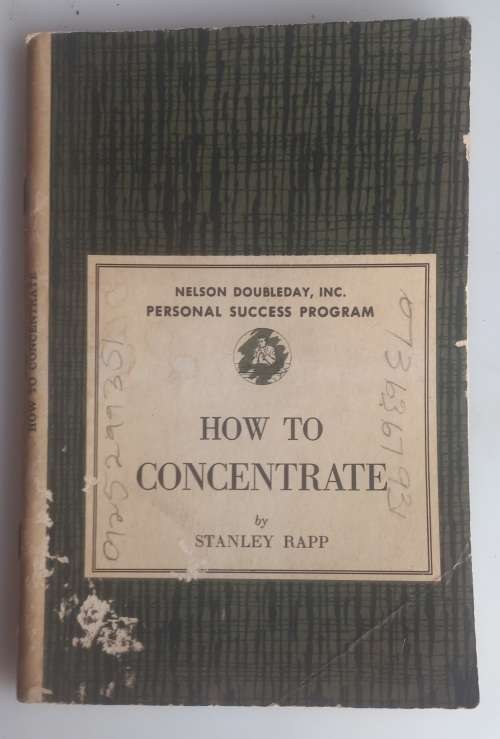 NELSON DOUBLEDAY, INC.
PERSONAL SUCCESS PROGRAM
HOW TO
CONCENTRATE
by
STANLEY RAPP
HOW TO CONCENTRATE